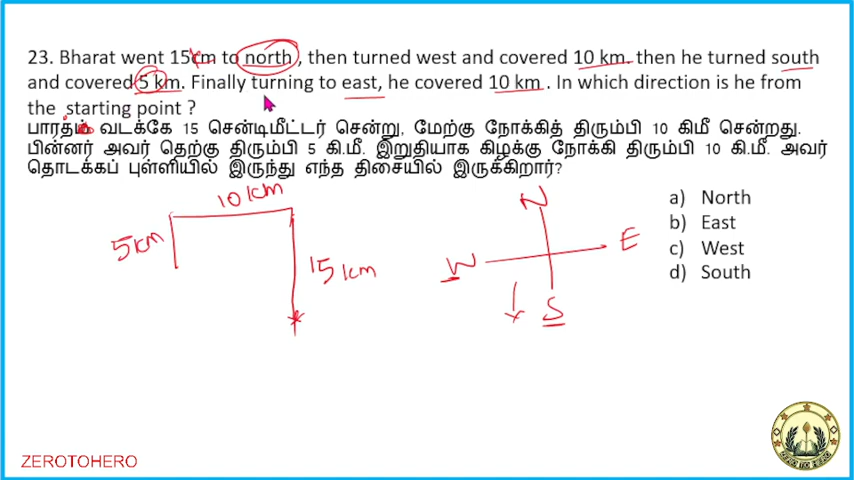 23. Bharat went 15km to north , then turned west and covered 10 km. then he turned south
and covered 5 km. Finally turning to east, he covered 10 km . In which direction is he from
the starting point ?
வடக்கே 15 சென்டிமீட்டர் சென்று, மேற்கு நோக்கித் திரும்பி 10 கிமீ சென்றது.
பின்னர் அவர் தெற்கு திரும்பி 5 கி.மீ. இறுதியாக கிழக்கு நோக்கி திரும்பி 10 கி.மீ. அவர்
தொடக்கப் புள்ளியில் இருந்து எந்த திசையில் இருக்கிறார்?
10 km
5 km
15 km
N
W
E
S
a) North
b) East
c) West
d) South
ZEROTOHERO